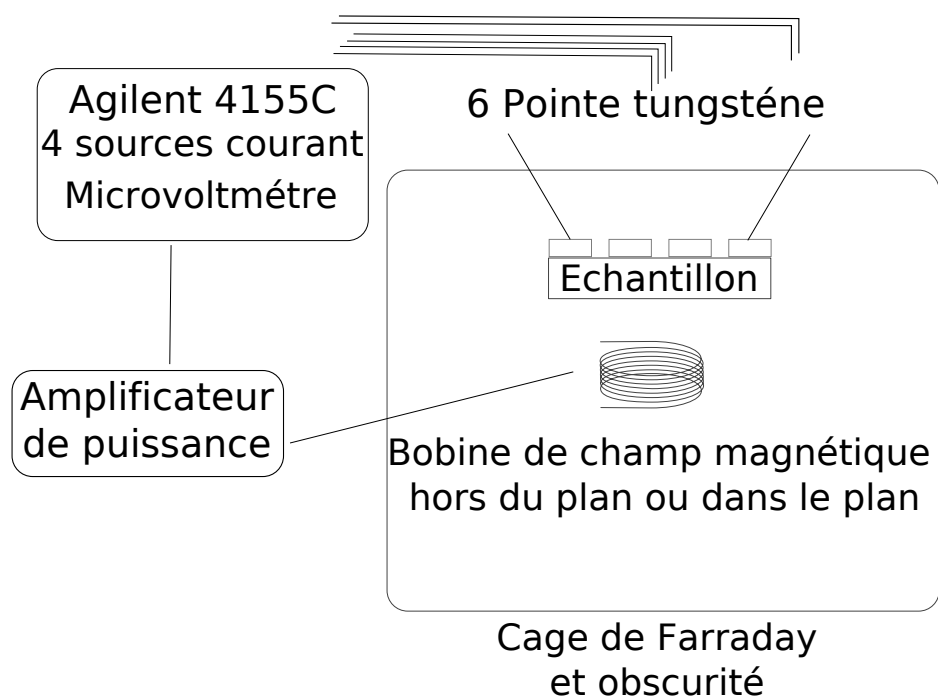 Agilent 4155C
4 sources courant
Microvoltmétre
6 Pointe tungsténe
Echantillon
Amplificateur
de puissance
Bobine de champ magnétique
hors du plan ou dans le plan
Cage de Farraday
et obscurité